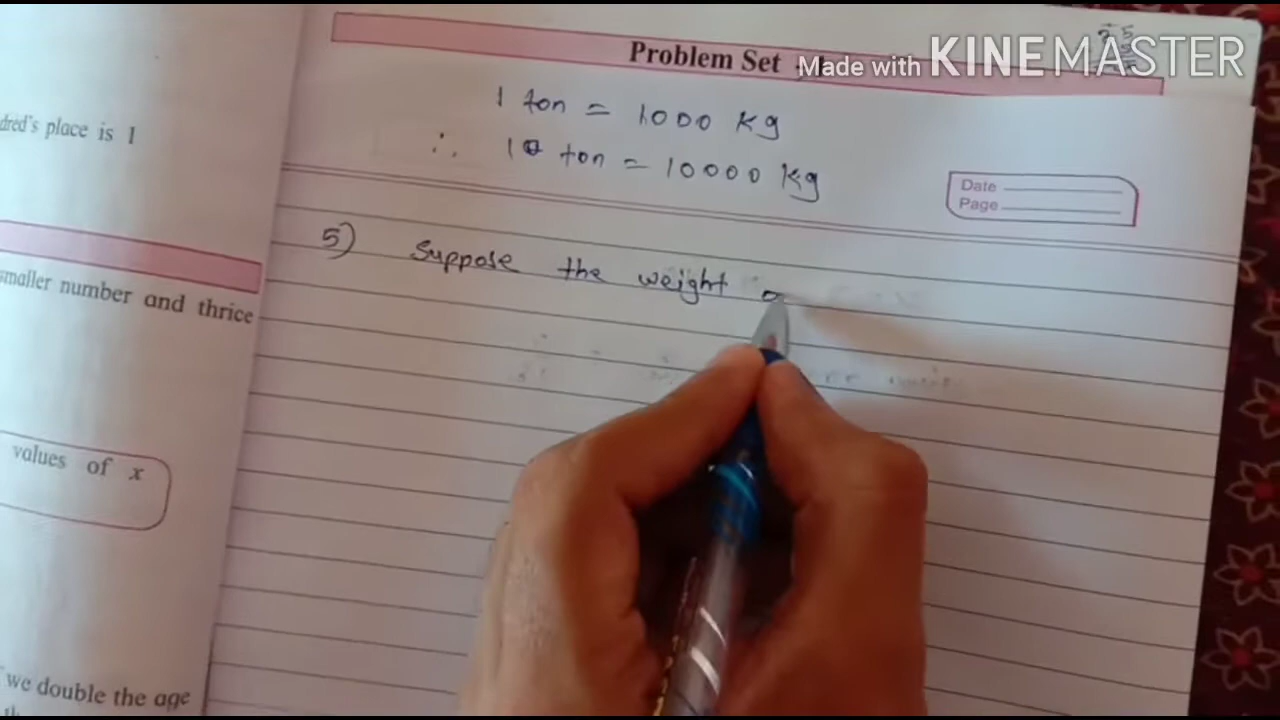 Problem Set
Made with KINEMASTER
1 ton = 1000 kg
∴ 10 ton = 10000 kg
Date
Page
5) Suppose the weight o
dred's place is 1
smaller number and thrice
values of x
we double the age